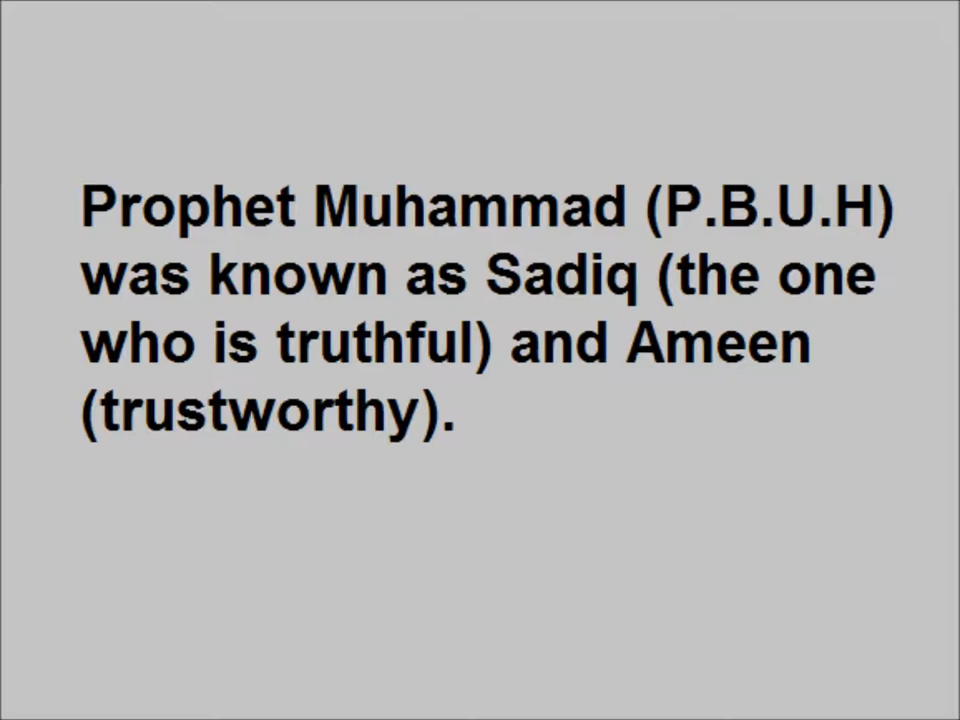 Prophet Muhammad (P.B.U.H)
was known as Sadiq (the one
who is truthful) and Ameen
(trustworthy).